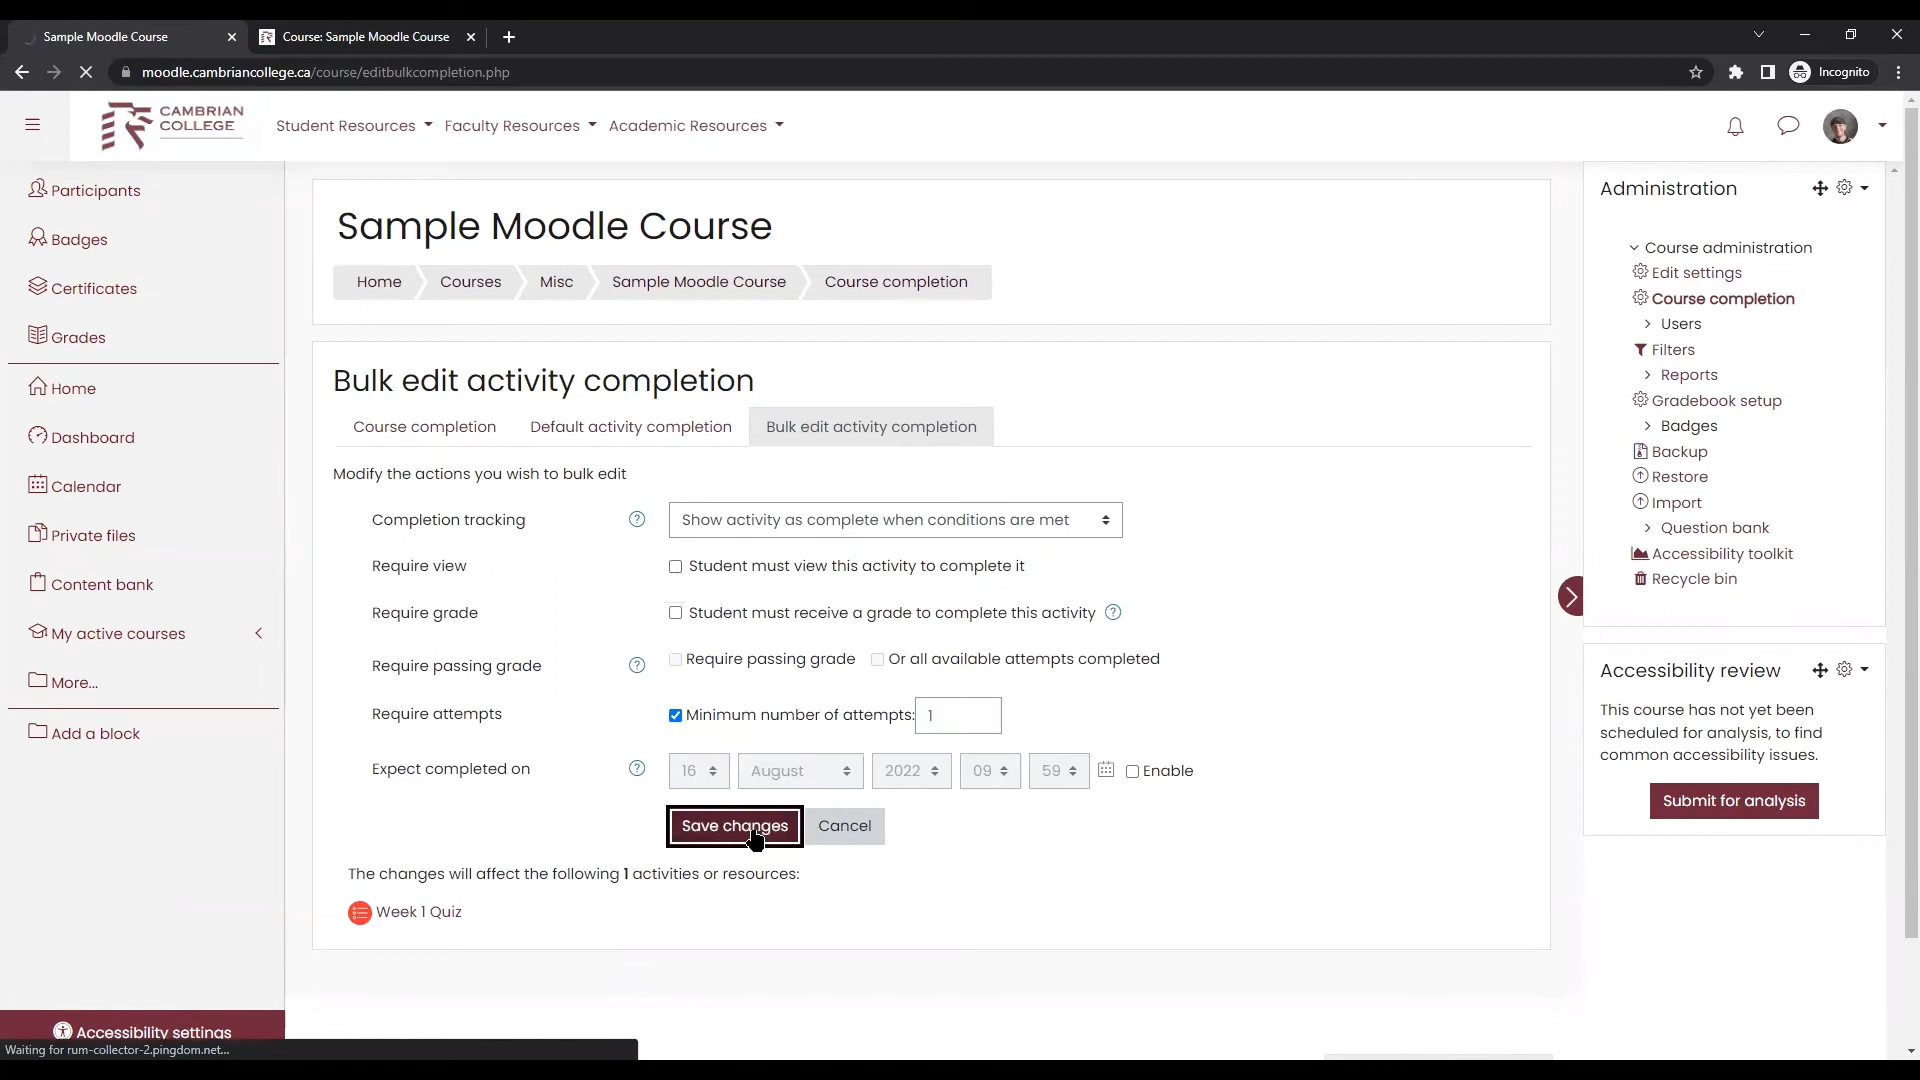 Sample Moodle Course
Course: Sample Moodle Course
moodle.cambriancollege.ca/course/editbulkcompletion.php
Incognito
CAMBRIAN
COLLEGE
Student Resources
Faculty Resources
Academic Resources
Participants
Badges
Certificates
Grades
Home
Dashboard
Calendar
Private files
Content bank
My active courses
More...
Add a block
Accessibility settings
Waiting for rum-collector-2.pingdom.net...
Sample Moodle Course
Home
Courses
Misc
Sample Moodle Course
Course completion
Bulk edit activity completion
Course completion
Default activity completion
Bulk edit activity completion
Modify the actions you wish to bulk edit
Completion tracking
Show activity as complete when conditions are met
Require view
Student must view this activity to complete it
Require grade
Student must receive a grade to complete this activity
Require passing grade
Require passing grade
Or all available attempts completed
Require attempts
Minimum number of attempts: 1
Expect completed on
16 August 2022 09 59 Enable
Save changes
Cancel
The changes will affect the following 1 activities or resources:
Week 1 Quiz
Administration
Course administration
Edit settings
Course completion
Users
Filters
Reports
Gradebook setup
Badges
Backup
Restore
Import
Question bank
Accessibility toolkit
Recycle bin
Accessibility review
This course has not yet been
scheduled for analysis, to find
common accessibility issues.
Submit for analysis